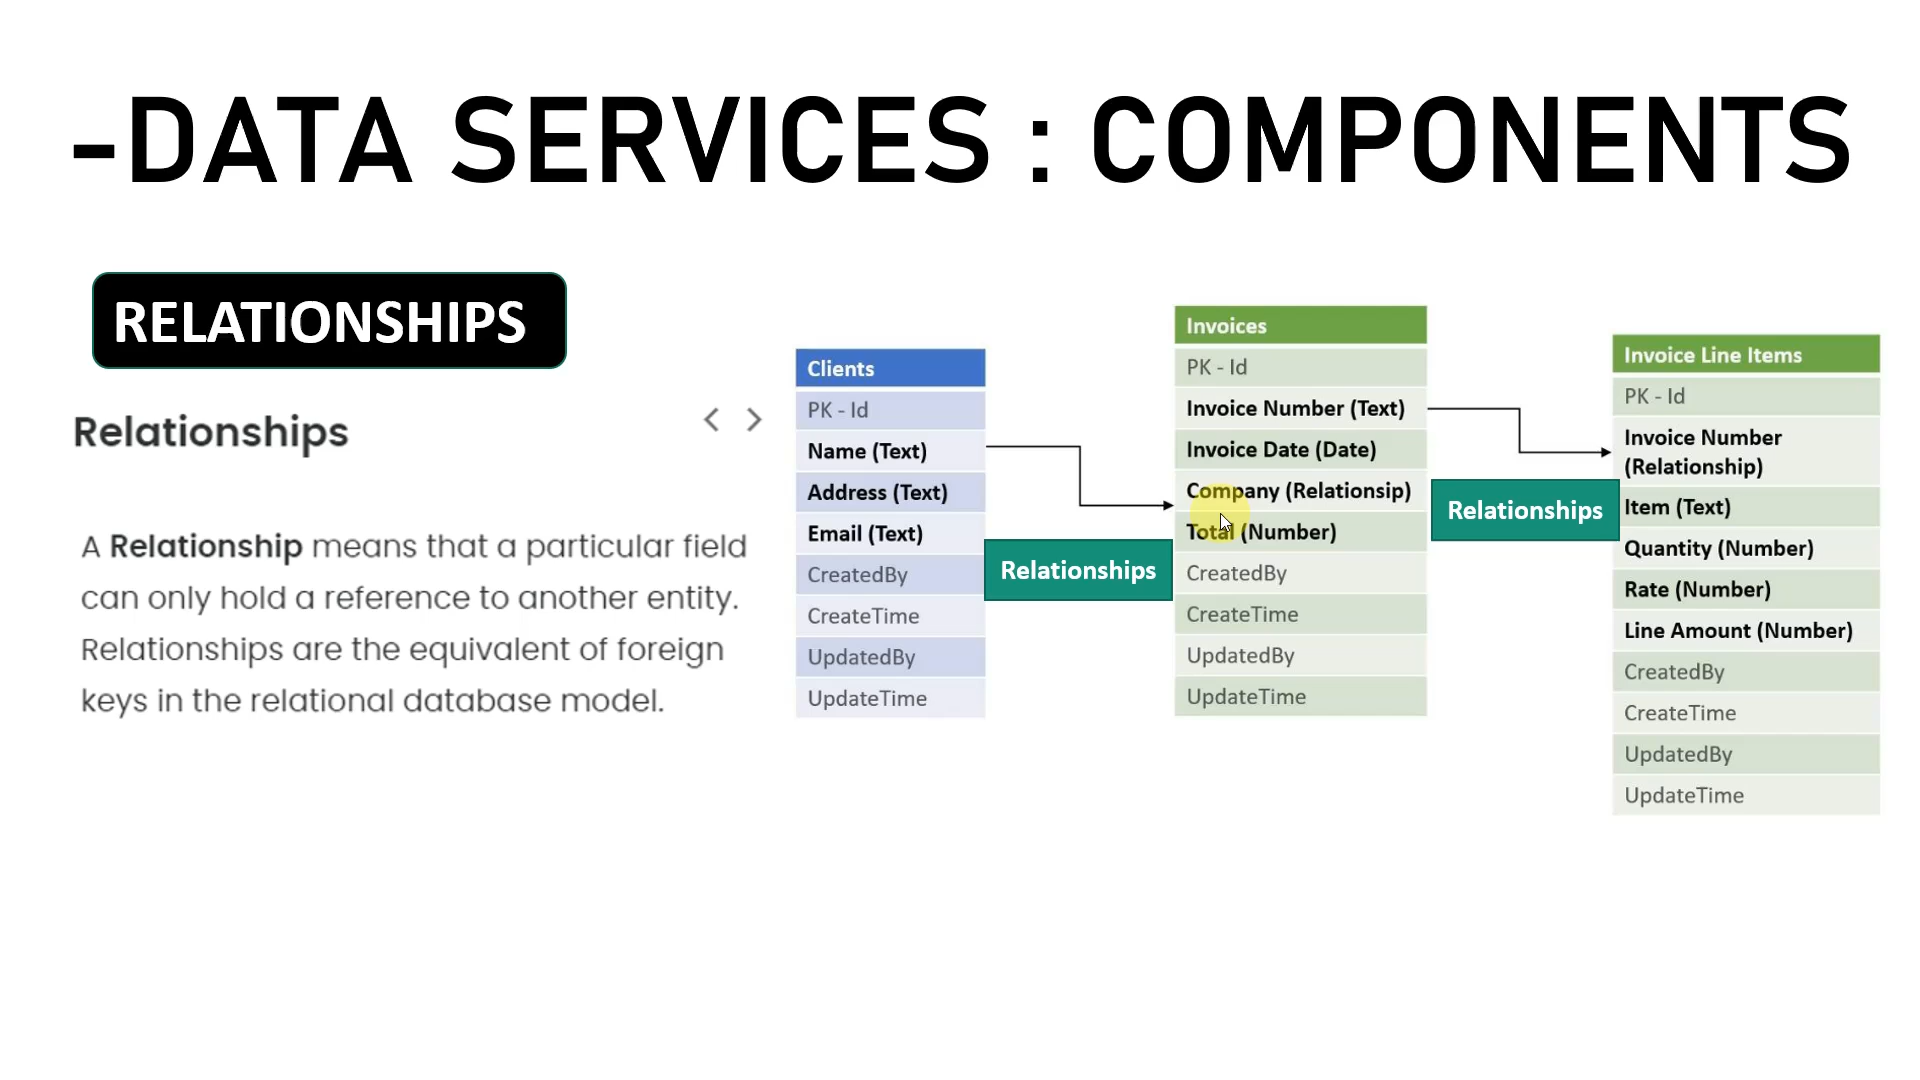 -DATA SERVICES : COMPONENTS
RELATIONSHIPS
Relationships
A Relationship means that a particular field
can only hold a reference to another entity.
Relationships are the equivalent of foreign
keys in the relational database model.
Clients
PK - Id
Name (Text)
Address (Text)
Email (Text)
CreatedBy
CreateTime
UpdatedBy
UpdateTime
Relationships
Invoices
PK - Id
Invoice Number (Text)
Invoice Date (Date)
Company (Relationsip)
Total (Number)
CreatedBy
CreateTime
UpdatedBy
UpdateTime
Relationships
Invoice Line Items
PK - Id
Invoice Number
(Relationship)
Item (Text)
Quantity (Number)
Rate (Number)
Line Amount (Number)
CreatedBy
CreateTime
UpdatedBy
UpdateTime